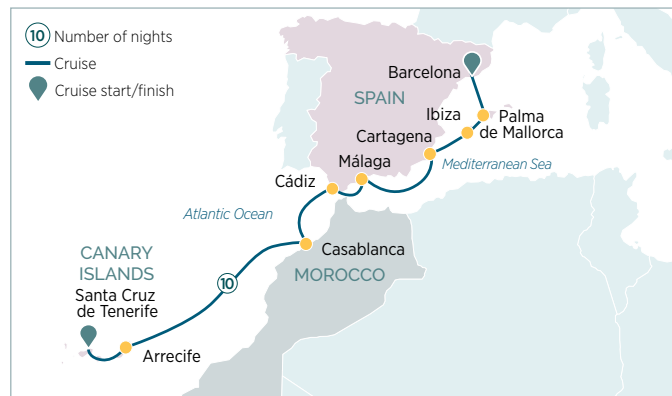 10 Number of nights
Cruise
Cruise start/finish
Barcelona
SPAIN
Ibiza
Palma
de Mallorca
Cartagena
Málaga
Mediterranean Sea
Cádiz
Atlantic Ocean
Casablanca
CANARY
ISLANDS
MOROCCO
10
Santa Cruz
de Tenerife
Arrecife